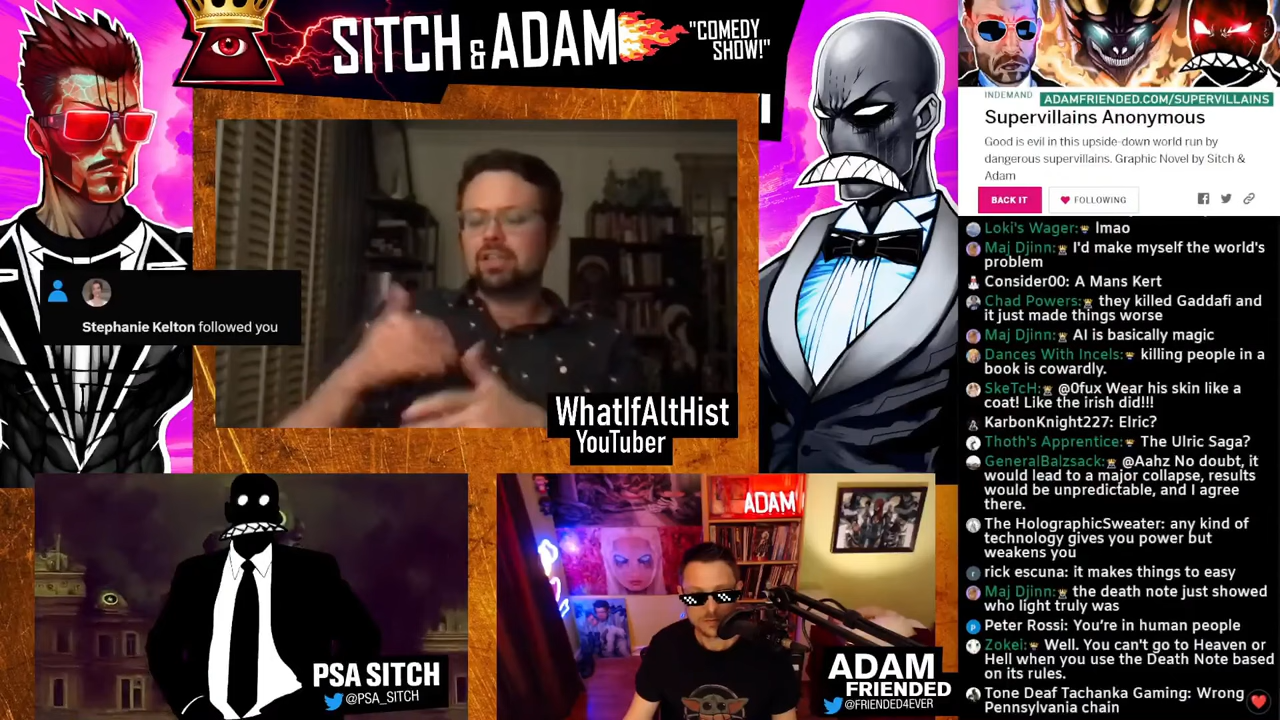 SITCH & ADAM
"COMEDY
SHOW!"
INDEMAND
ADAMFRIENDED.COM/SUPERVILLAINS
Supervillains Anonymous
Good is evil in this upside-down world run by
dangerous supervillains. Graphic Novel by Sitch &
Adam
BACK IT
FOLLOWING
Stephanie Kelton followed you
WhatIfAltHist
YouTuber
PSA SITCH
@PSA_SITCH
ADAM
ADAM
FRIENDED
@FRIENDED4EVER
Loki's Wager: lmao
Maj Djinn: I'd make myself the world's
problem
Consider00: A Mans Kert
Chad Powers: they killed Gaddafi and
it just made things worse
Maj Djinn: AI is basically magic
Dances With Incels: killing people in a
book is cowardly.
SkeTcH: @0fux Wear his skin like a
coat! Like the irish did!!!
KarbonKnight227: Elric?
Thoth's Apprentice: The Ulric Saga?
GeneralBalzsack: @Aahz No doubt, it
would lead to a major collapse, results
would be unpredictable, and I agree
there.
The HolographicSweater: any kind of
technology gives you power but
weakens you
rick escuna: it makes things to easy
Maj Djinn: the death note just showed
who light truly was
Peter Rossi: You're in human people
Zokei: Well. You can't go to Heaven or
Hell when you use the Death Note based
on its rules.
Tone Deaf Tachanka Gaming: Wrong
Pennsylvania chain